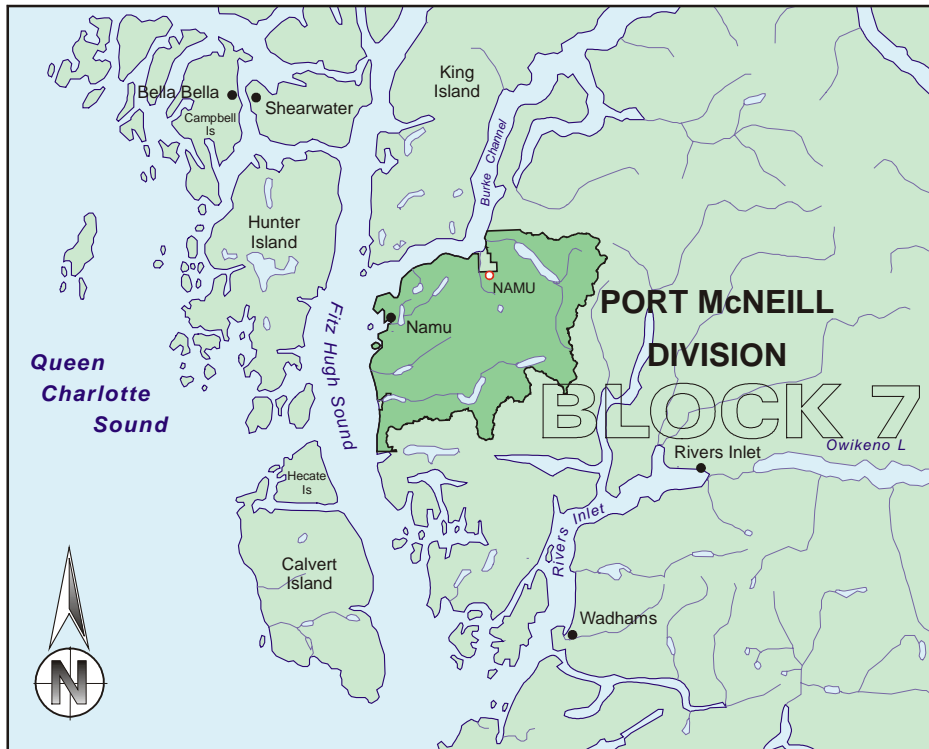 King
Island
Bella Bella
Shearwater
Campbell
Is
Burke Channel
Hunter
Island
NAMU
PORT McNEILL
Namu
DIVISION
Fitz Hugh Sound
Queen
Charlotte
Sound
BLOCK 7
Owikeno L
Rivers Inlet
Hecate
Is
Rivers Inlet
Calvert
Island
Wadhams
N